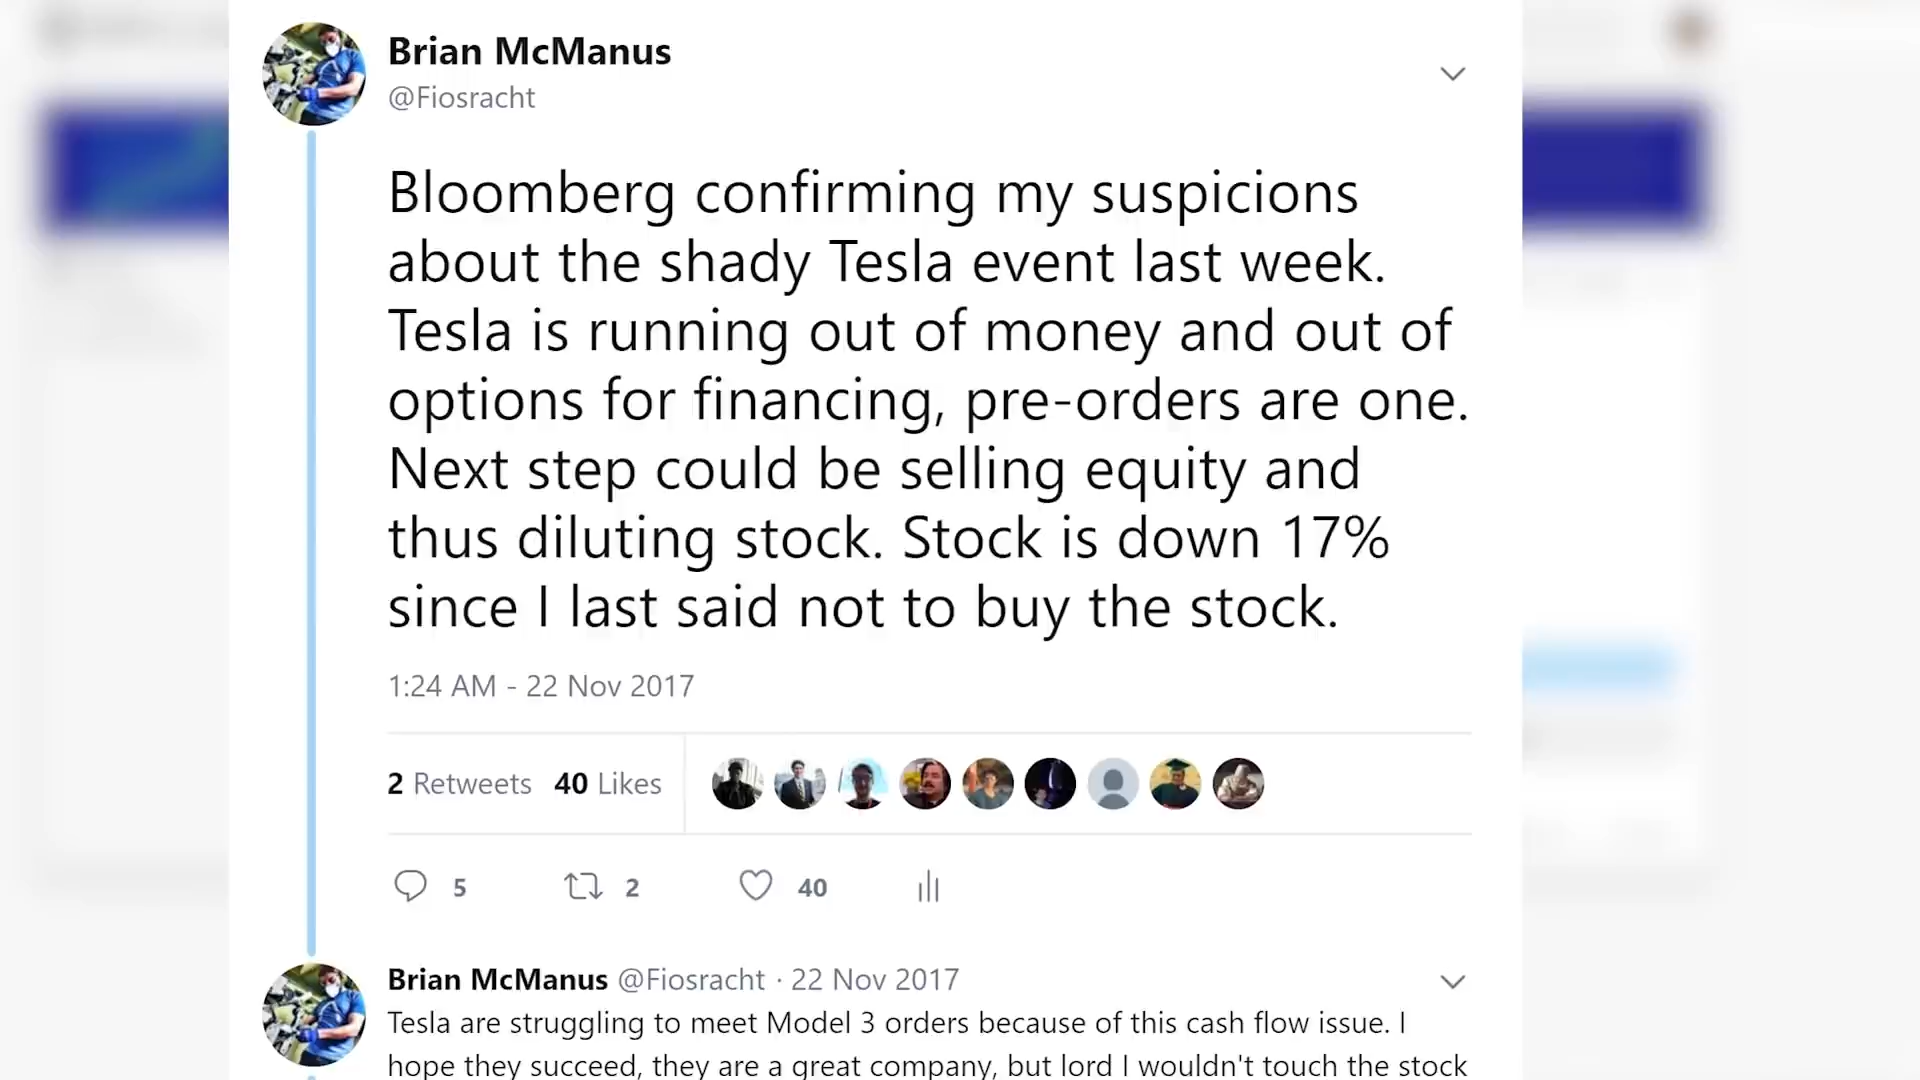 Brian McManus
@Fiosracht
Bloomberg confirming my suspicions
about the shady Tesla event last week.
Tesla is running out of money and out of
options for financing, pre-orders are one.
Next step could be selling equity and
thus diluting stock. Stock is down 17%
since I last said not to buy the stock.
1:24 AM - 22 Nov 2017
2 Retweets 40 Likes
5 2 40
Brian McManus @Fiosracht · 22 Nov 2017
Tesla are struggling to meet Model 3 orders because of this cash flow issue. I
hope they succeed, they are a great company, but lord I wouldn't touch the stock